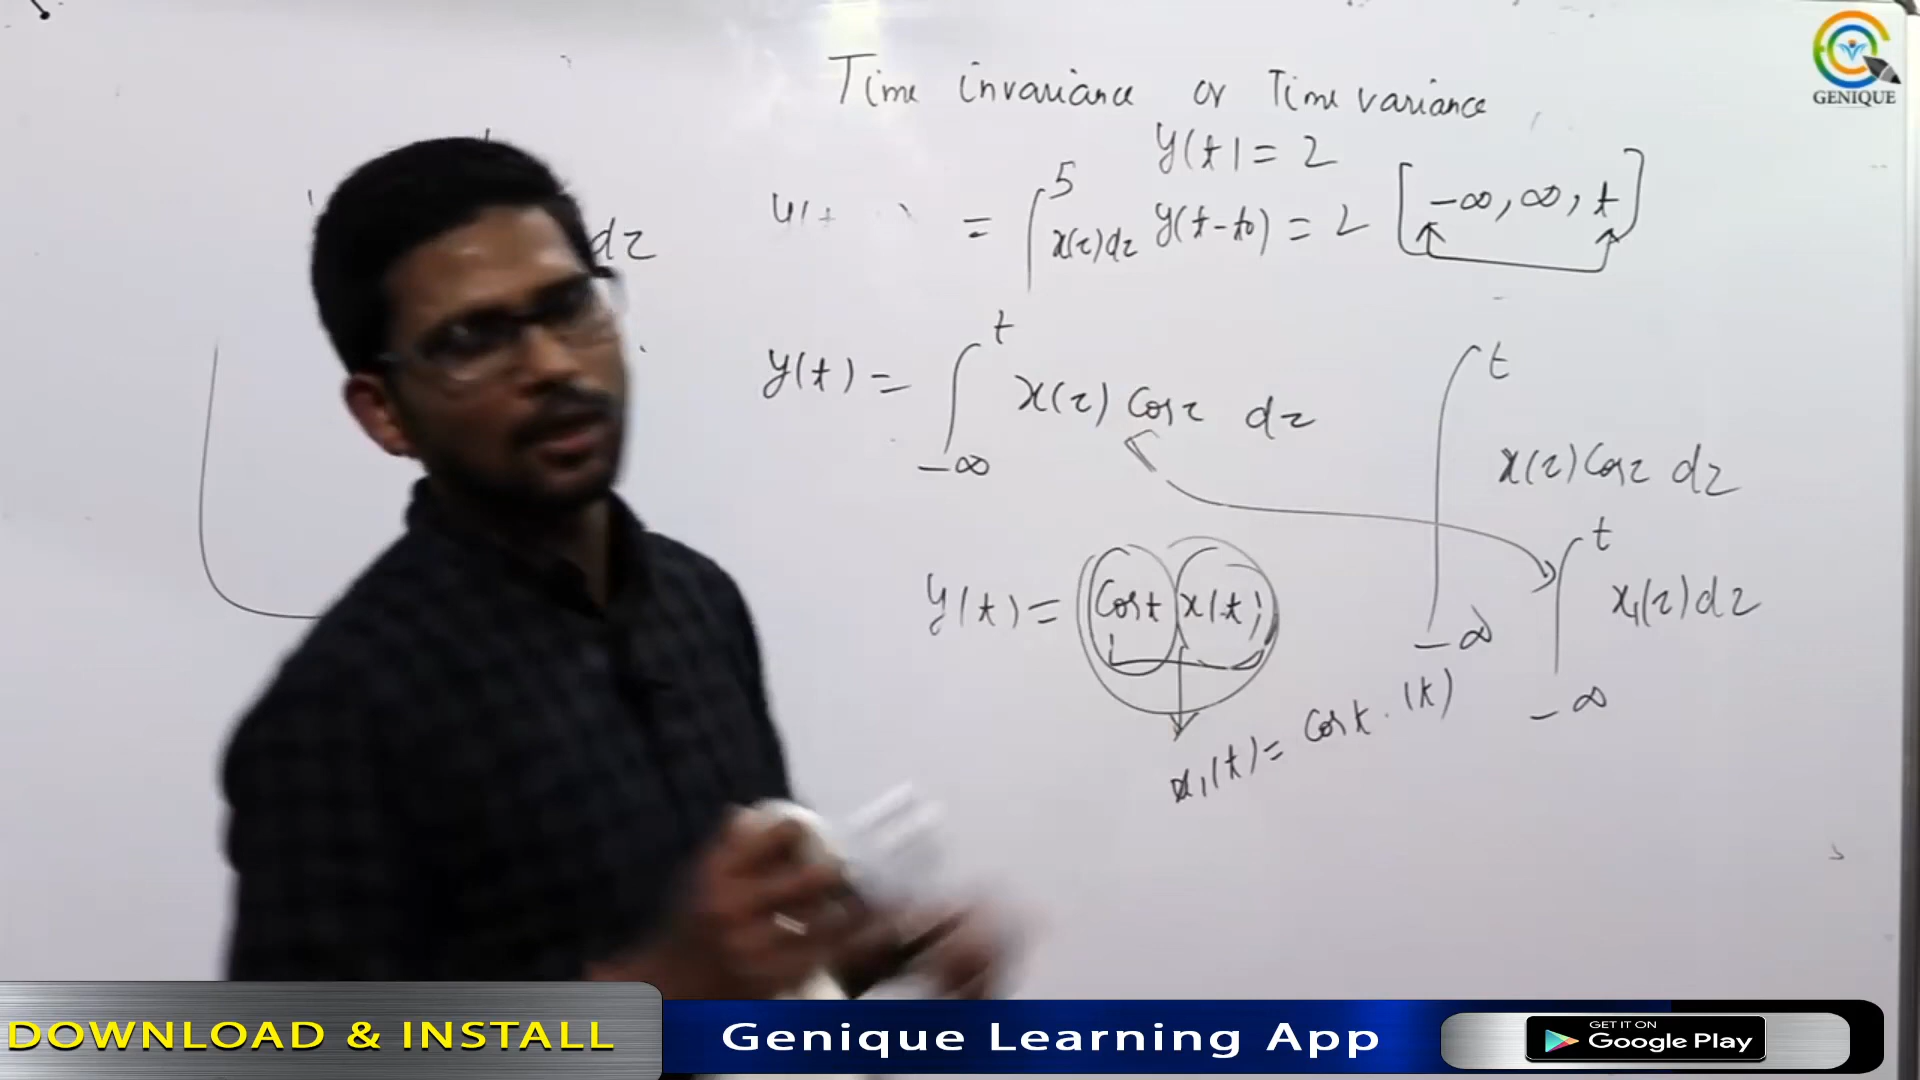 GENIQUE
Time invariance or Time variance
y(t) = 2
= ∫ 5 x(τ)dτ y(t-t0) = 2 [-∞, ∞, t]
dτ
y(t) = ∫ t -∞ x(τ) Cosτ dτ
∫ t -∞ x(τ) Cosτ dτ
y(t) = Cost x(t)
∫ t -∞ x1(τ)dτ
x1(t) = Cost . (t)
DOWNLOAD & INSTALL
Genique Learning App
GET IT ON
Google Play